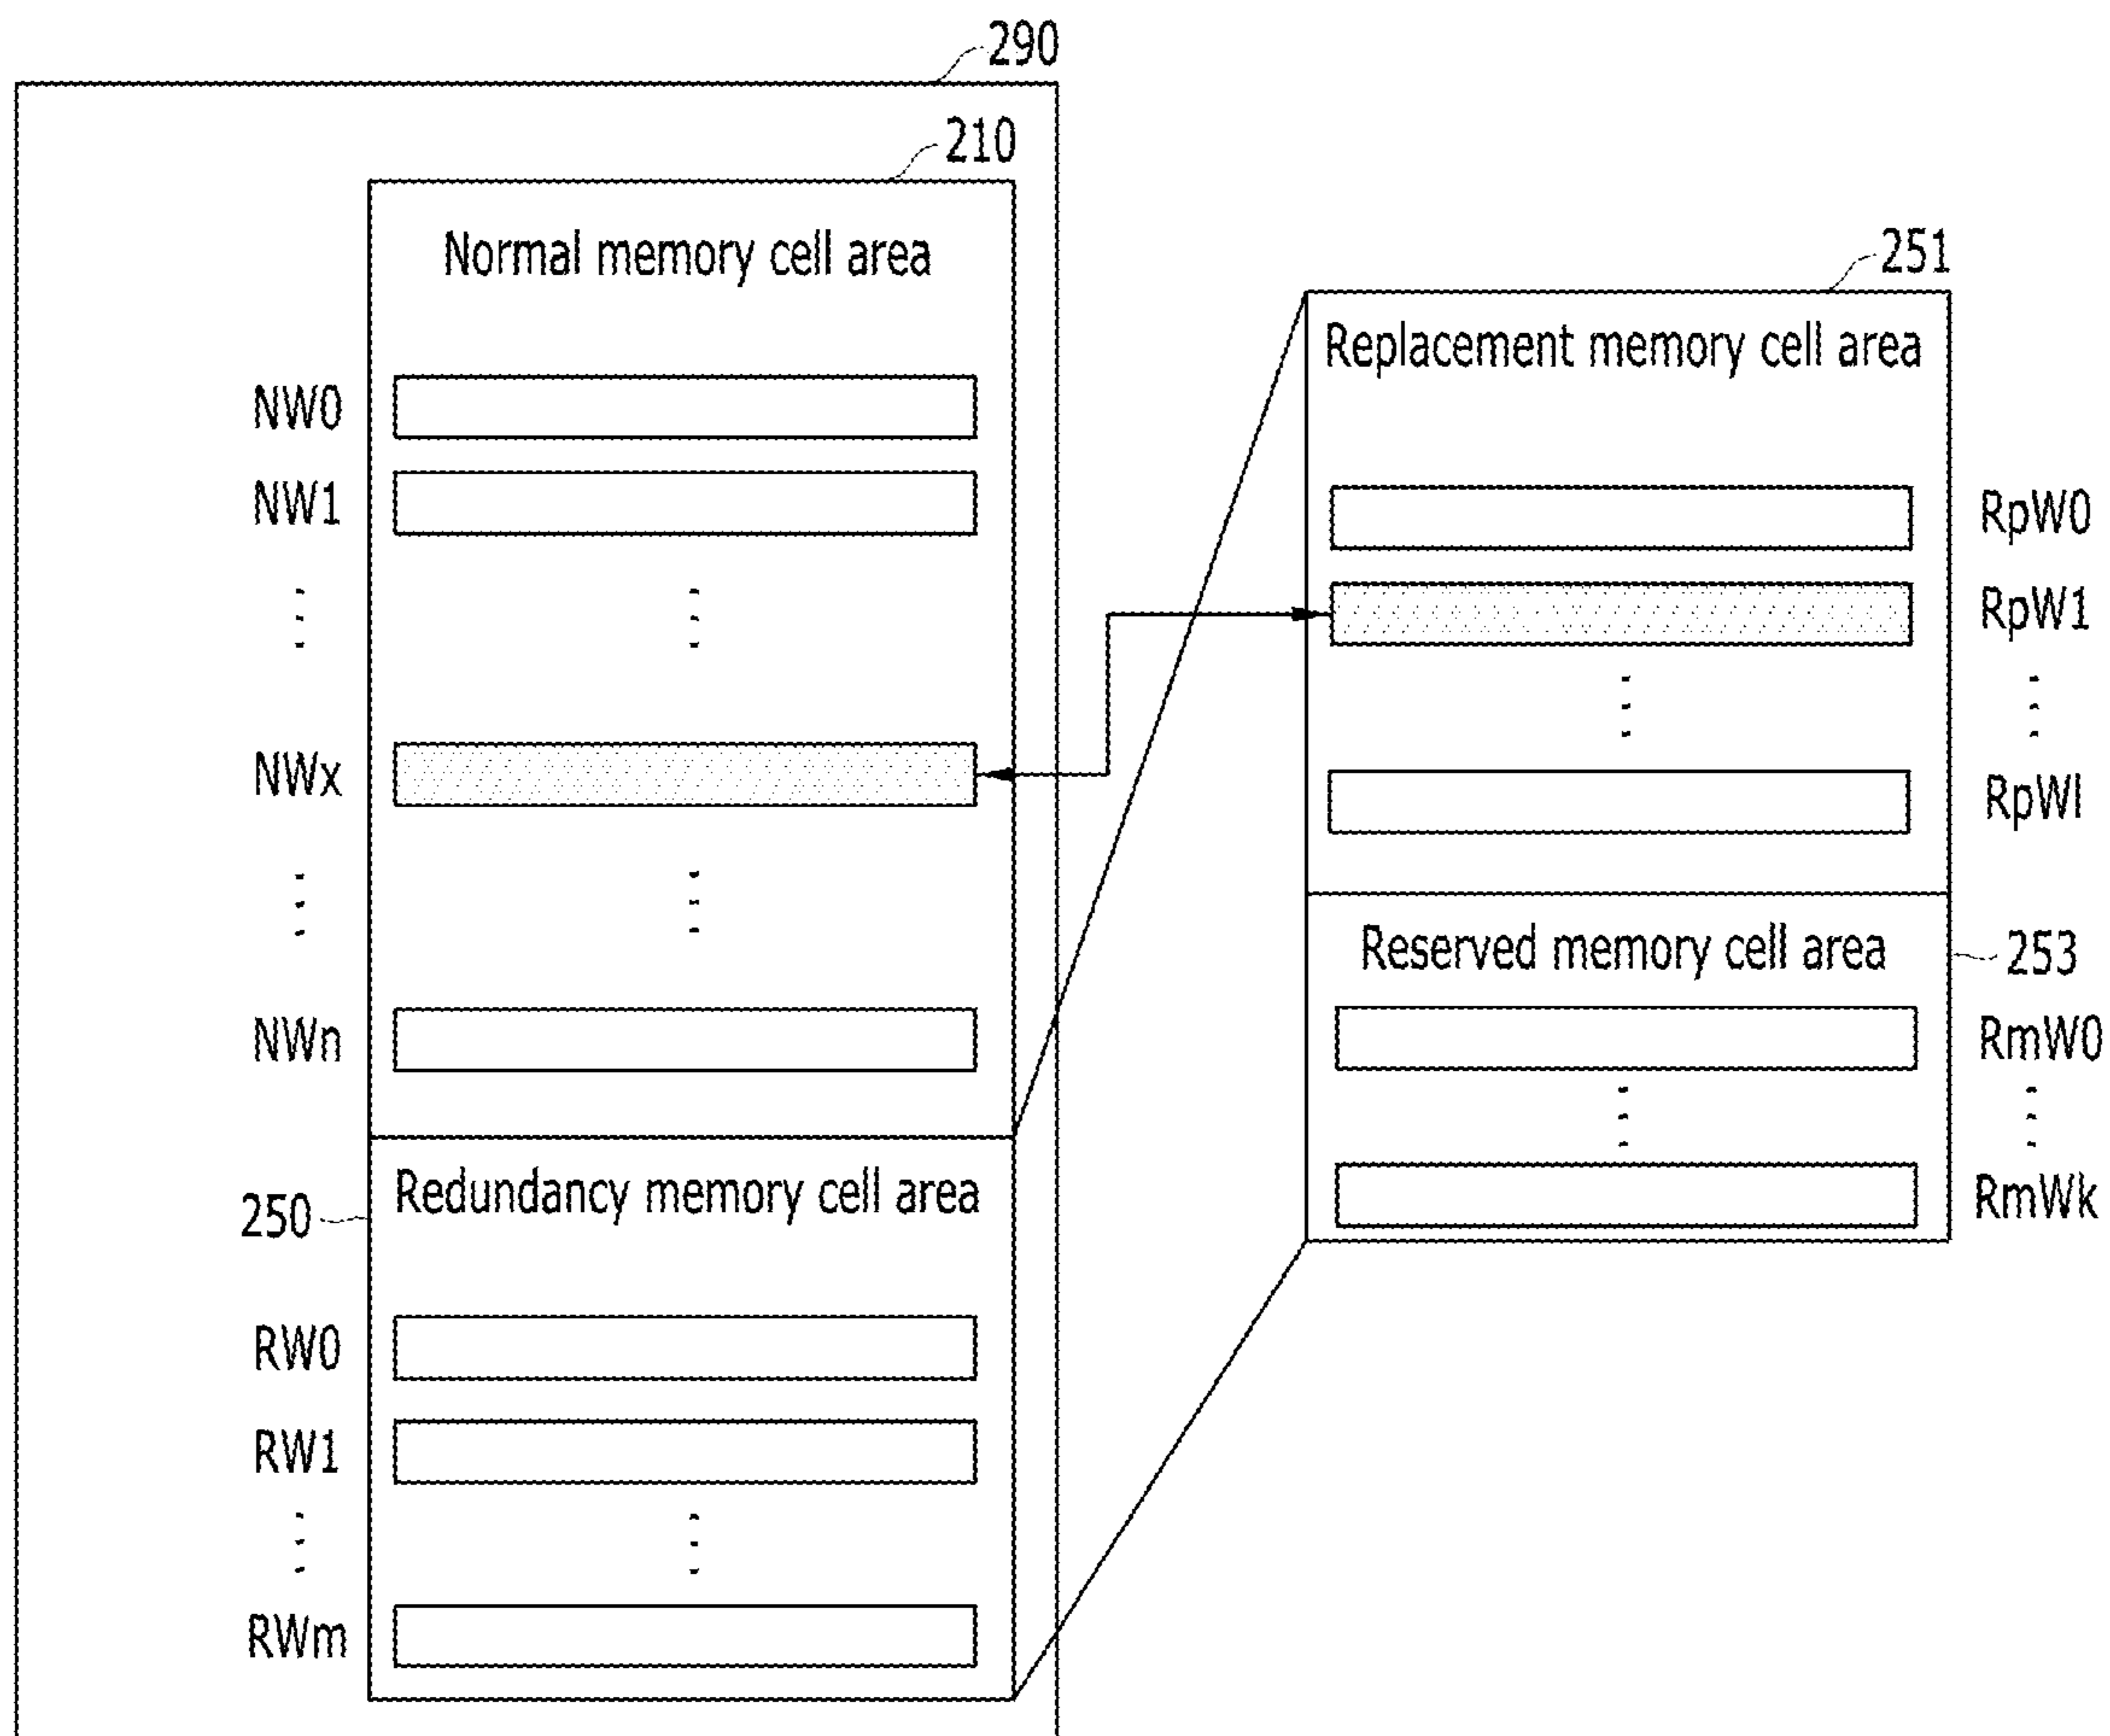 290
210
Normal memory cell area
NW0
NW1
NWx
NWn
250
Redundancy memory cell area
RW0
RW1
RWm
251
Replacement memory cell area
RpW0
RpW1
RpWl
Reserved memory cell area
253
RmW0
RmWk